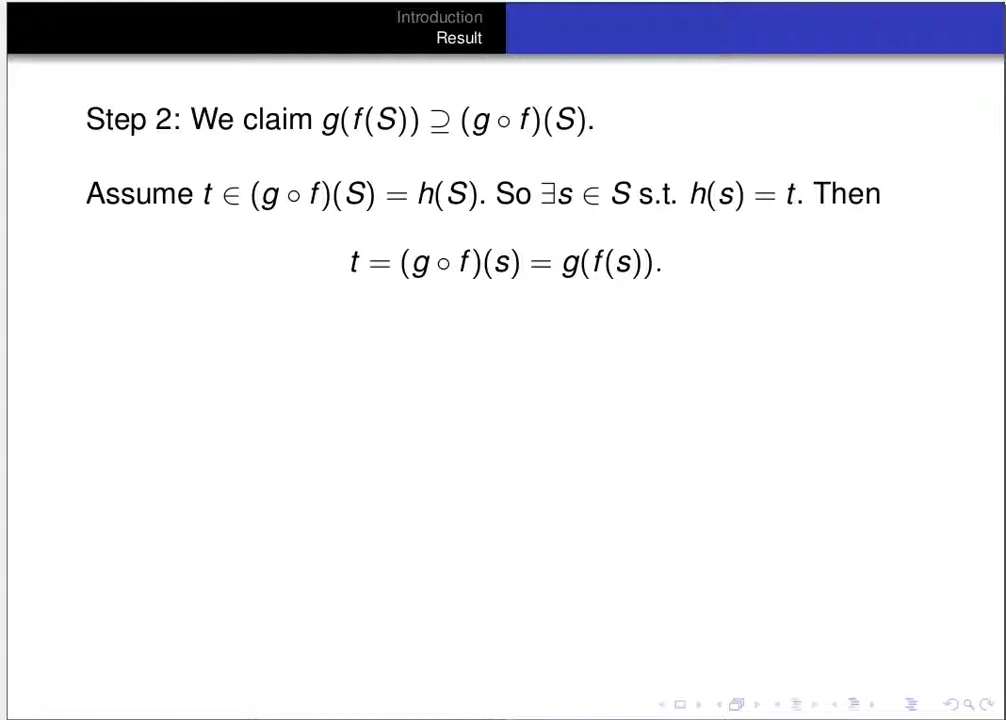 Introduction
Result
Step 2: We claim g(f(S)) ⊇ (g ∘ f)(S).
Assume t ∈ (g ∘ f)(S) = h(S). So ∃s ∈ S s.t. h(s) = t. Then
t = (g ∘ f)(s) = g(f(s)).